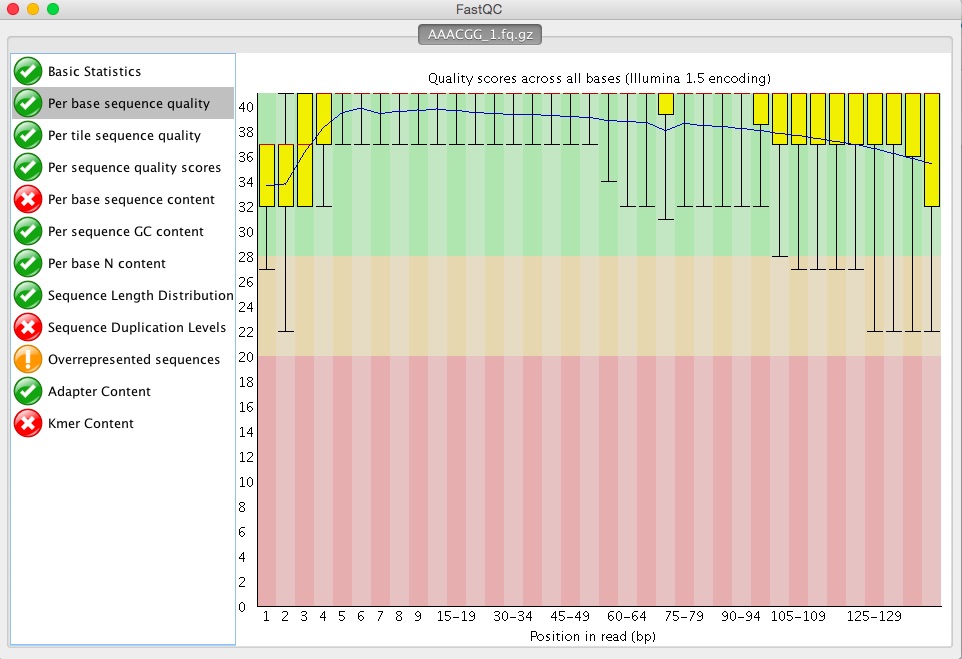 FastQC
AAACGG_1.fq.gz
Basic Statistics
Per base sequence quality
Per tile sequence quality
Per sequence quality scores
Per base sequence content
Per sequence GC content
Per base N content
Sequence Length Distribution
Sequence Duplication Levels
Overrepresented sequences
Adapter Content
Kmer Content
Quality scores across all bases (Illumina 1.5 encoding)
40
38
36
34
32
30
28
26
24
22
20
18
16
14
12
10
8
6
4
2
0
1 2 3 4 5 6 7 8 9 15-19 30-34 45-49 60-64 75-79 90-94 105-109 125-129
Position in read (bp)